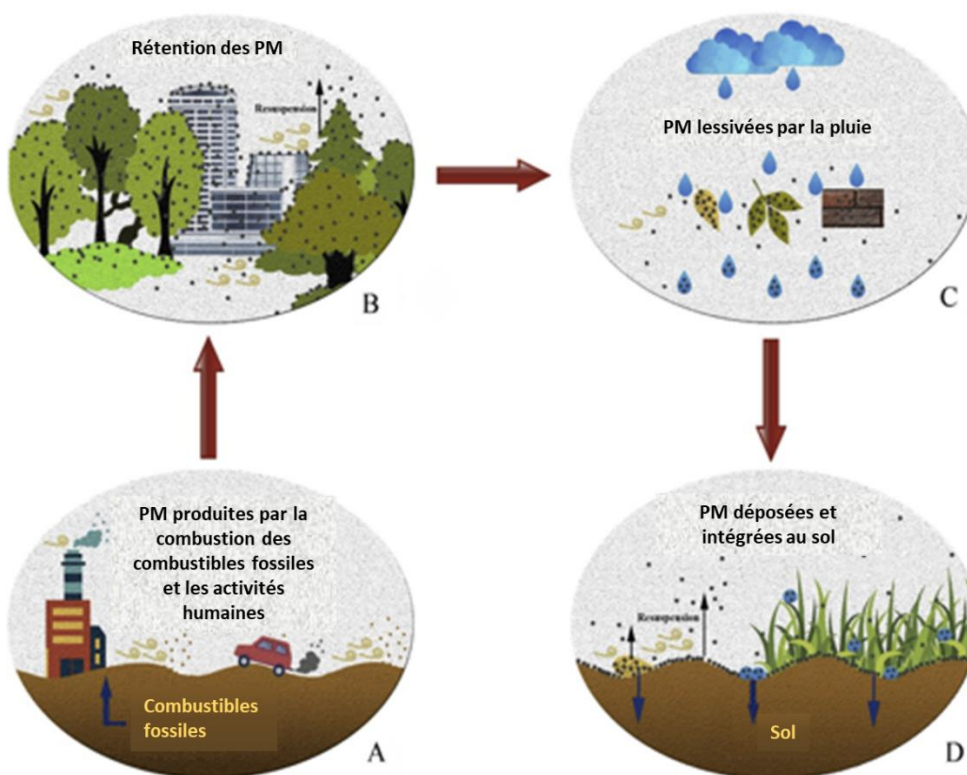 Rétention des PM
Resuspension
B
PM lessivées par la pluie
C
PM produites par la
combustion des
combustibles fossiles
et les activités
humaines
Combustibles
fossiles
A
PM déposées et
intégrées au sol
Resuspension
Sol
D